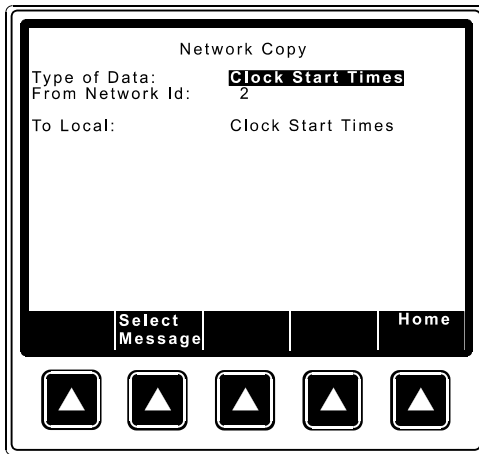 Network Copy
Type of Data: Clock Start Times
From Network Id: 2
To Local: Clock Start Times
Select Message
Home